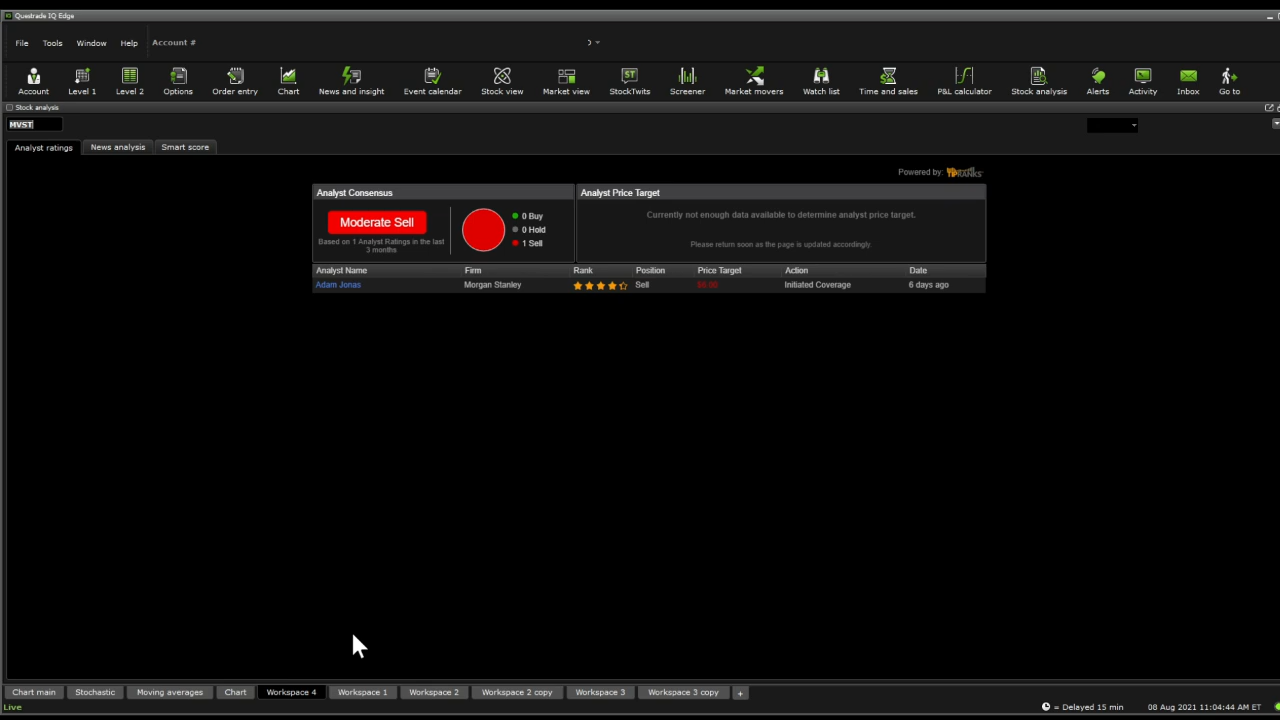 Questrade IQ Edge
File Tools Window Help Account #
Account Level 1 Level 2 Options Order entry Chart News and insight Event calendar Stock view Market view StockTwits Screener Market movers Watch list Time and sales P&L calculator Stock analysis Alerts Activity Inbox Go to
Stock analysis
MVST
Analyst ratings News analysis Smart score
Powered by:
Analyst Consensus
Analyst Price Target
Moderate Sell
Based on 1 Analyst Ratings in the last
3 months
0 Buy
0 Hold
1 Sell
Currently not enough data available to determine analyst price target.
Please return soon as the page is updated accordingly.
Analyst Name Firm Rank Position Price Target Action Date
Adam Jonas Morgan Stanley Sell $6.00 Initiated Coverage 6 days ago
Chart main Stochastic Moving averages Chart Workspace 4 Workspace 1 Workspace 2 Workspace 2 copy Workspace 3 Workspace 3 copy +
Live = Delayed 15 min 08 Aug 2021 11:04:44 AM ET